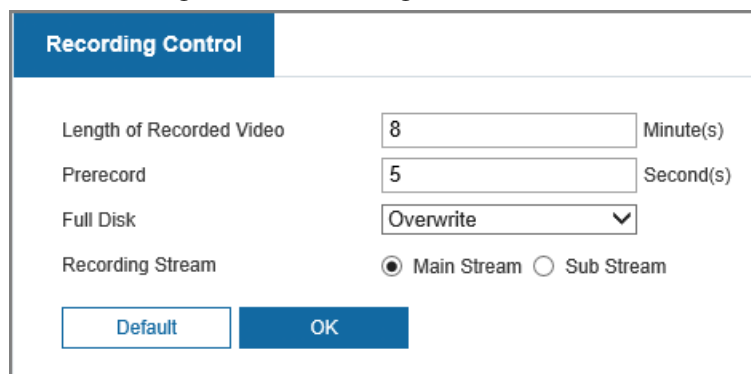 Recording Control
Length of Recorded Video 8 Minute(s)
Prerecord 5 Second(s)
Full Disk Overwrite
Recording Stream Main Stream Sub Stream
Default OK